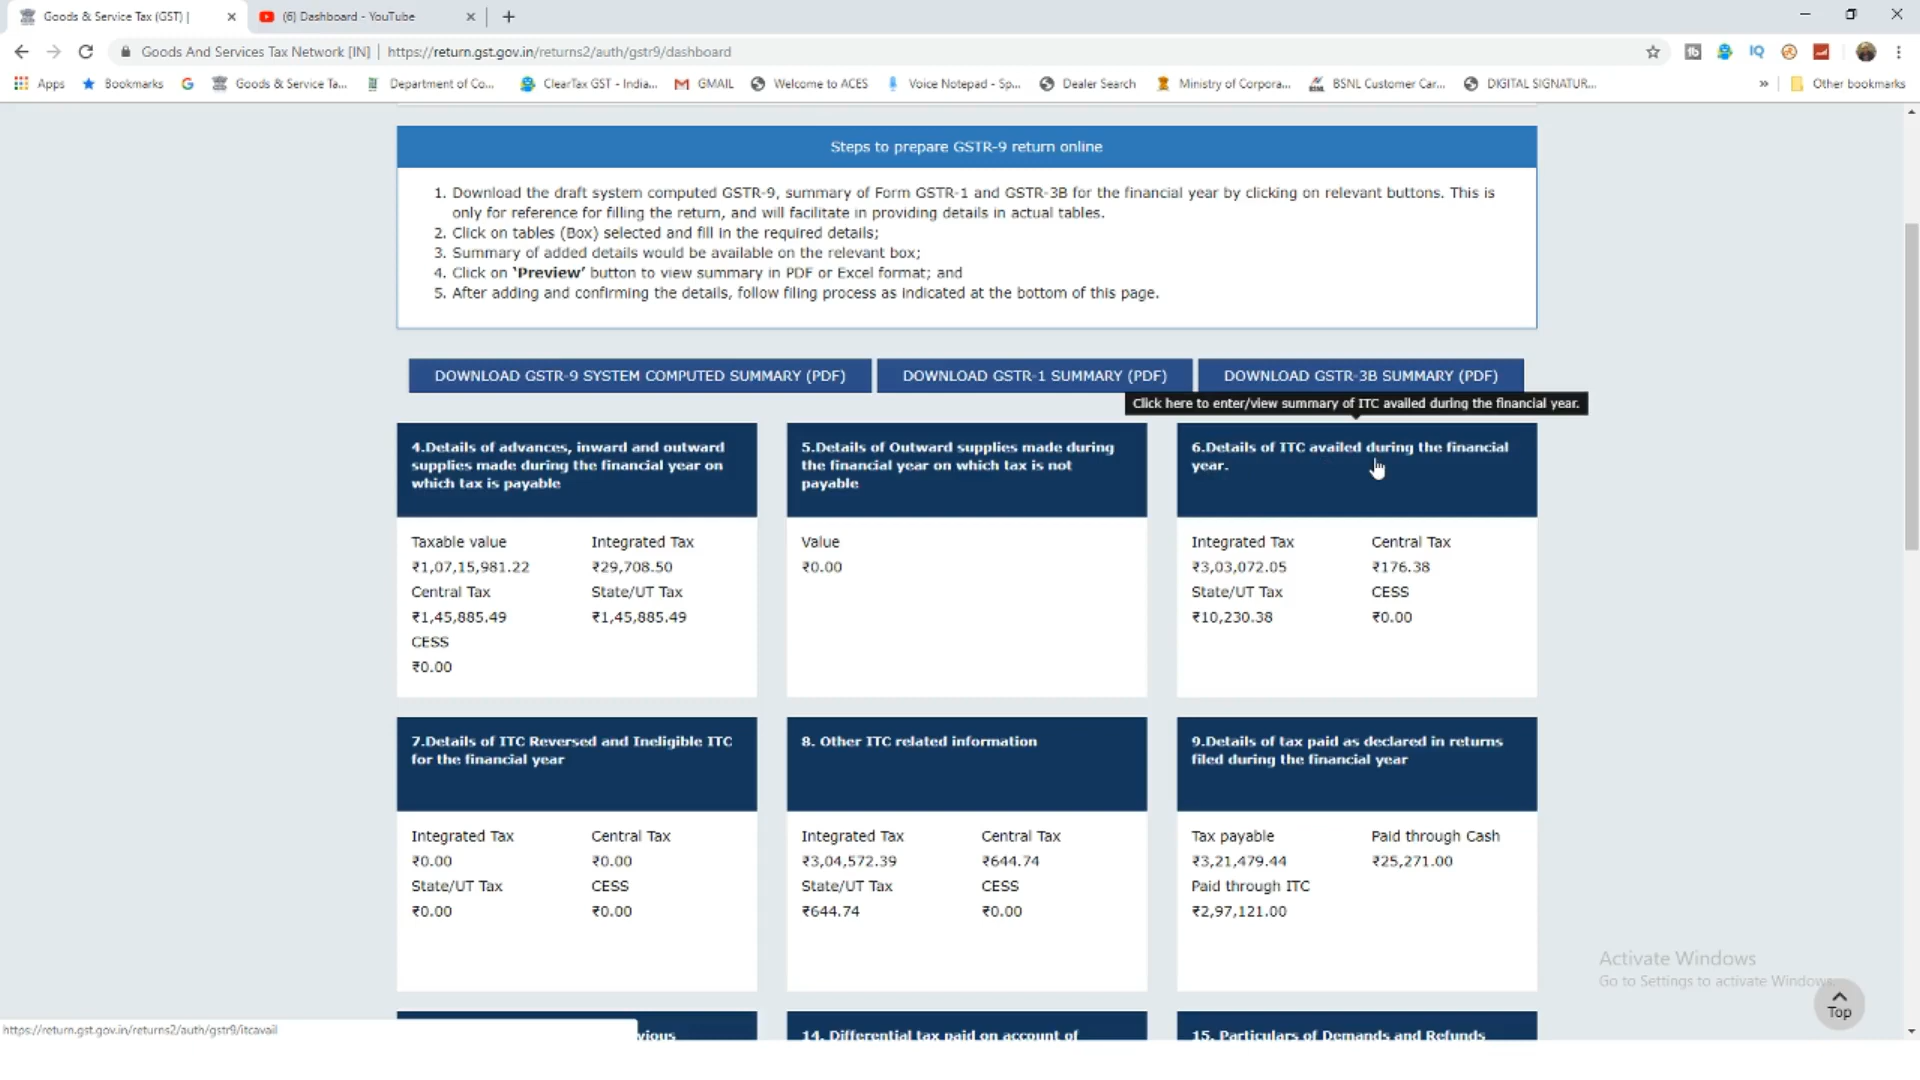 Goods & Service Tax (GST) |
(6) Dashboard - YouTube
Goods And Services Tax Network [IN] | https://return.gst.gov.in/returns2/auth/gstr9/dashboard
Apps
Bookmarks
Goods & Service Ta...
Department of Co...
ClearTax GST - India...
GMAIL
Welcome to ACES
Voice Notepad - Sp...
Dealer Search
Ministry of Corpora...
BSNL Customer Car...
DIGITAL SIGNATUR...
Other bookmarks
Steps to prepare GSTR-9 return online
1. Download the draft system computed GSTR-9, summary of Form GSTR-1 and GSTR-3B for the financial year by clicking on relevant buttons. This is
only for reference for filling the return, and will facilitate in providing details in actual tables.
2. Click on tables (Box) selected and fill in the required details;
3. Summary of added details would be available on the relevant box;
4. Click on 'Preview' button to view summary in PDF or Excel format; and
5. After adding and confirming the details, follow filing process as indicated at the bottom of this page.
DOWNLOAD GSTR-9 SYSTEM COMPUTED SUMMARY (PDF)
DOWNLOAD GSTR-1 SUMMARY (PDF)
DOWNLOAD GSTR-3B SUMMARY (PDF)
Click here to enter/view summary of ITC availed during the financial year.
4.Details of advances, inward and outward
supplies made during the financial year on
which tax is payable
Taxable value
Integrated Tax
₹1,07,15,981.22
₹29,708.50
Central Tax
State/UT Tax
₹1,45,885.49
₹1,45,885.49
CESS
₹0.00
5.Details of Outward supplies made during
the financial year on which tax is not
payable
Value
₹0.00
6.Details of ITC availed during the financial
year.
Integrated Tax
Central Tax
₹3,03,072.05
₹176.38
State/UT Tax
CESS
₹10,230.38
₹0.00
7.Details of ITC Reversed and Ineligible ITC
for the financial year
Integrated Tax
Central Tax
₹0.00
₹0.00
State/UT Tax
CESS
₹0.00
₹0.00
8. Other ITC related information
Integrated Tax
Central Tax
₹3,04,572.39
₹644.74
State/UT Tax
CESS
₹644.74
₹0.00
9.Details of tax paid as declared in returns
filed during the financial year
Tax payable
Paid through Cash
₹3,21,479.44
₹25,271.00
Paid through ITC
₹2,97,121.00
vious
14. Differential tax paid on account of
15. Particulars of Demands and Refunds
Activate Windows
Go to Settings to activate Windows.
Top
https://return.gst.gov.in/returns2/auth/gstr9/itcavail